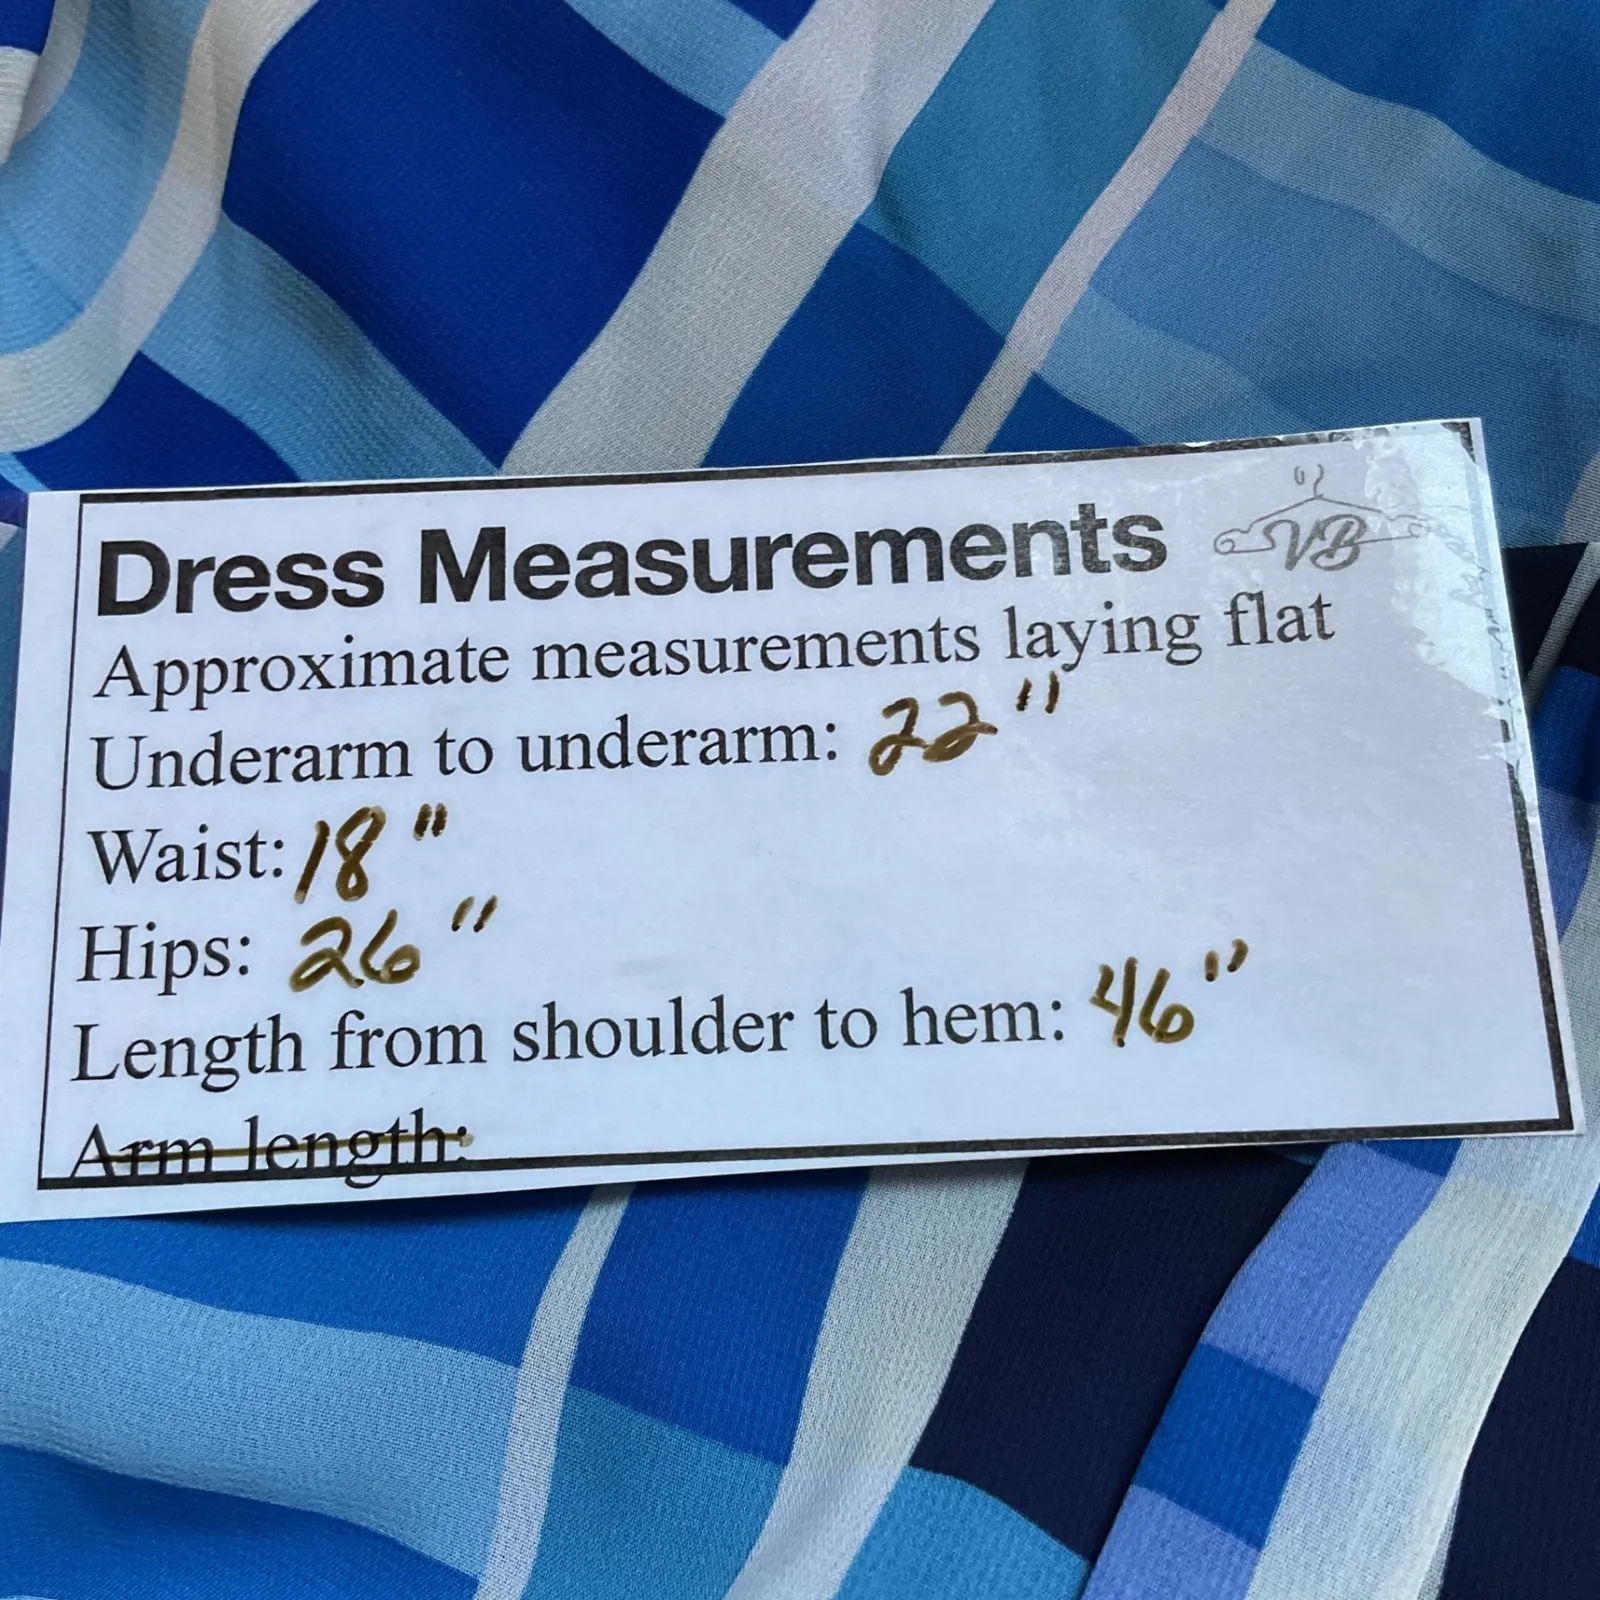 Dress Measurements
VB
Approximate measurements laying flat
Underarm to underarm: 22"
Waist: 18"
Hips: 26"
Length from shoulder to hem: 46"
Arm length: